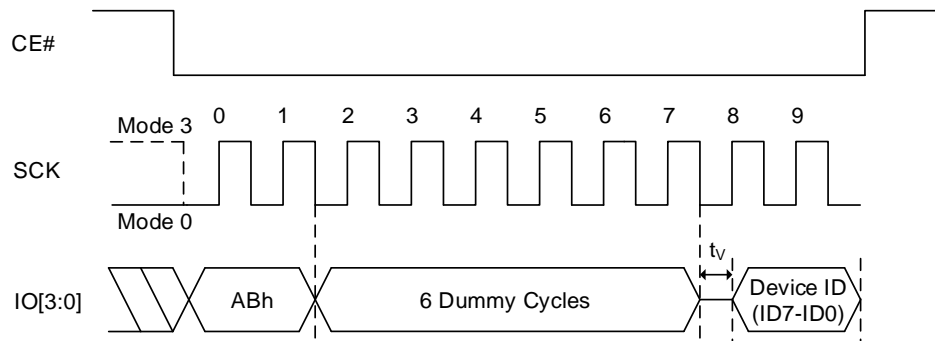 CE#
0 1 2 3 4 5 6 7 8 9
Mode 3
SCK
Mode 0
tV
IO[3:0]
ABh
6 Dummy Cycles
Device ID
(ID7-ID0)